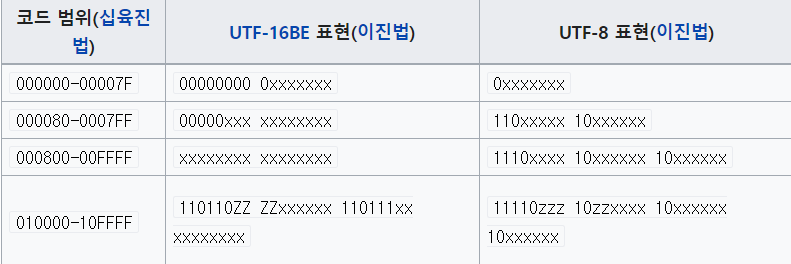 코드 범위(십육진
법)
UTF-16BE 표현(이진법)
UTF-8 표현(이진법)
000000-00007F
00000000 0xxxxxxx
0xxxxxxx
000080-0007FF
00000xxx xxxxxxxx
110xxxxx 10xxxxxx
000800-00FFFF
xxxxxxxx xxxxxxxx
1110xxxx 10xxxxxx 10xxxxxx
010000-10FFFF
110110ZZ ZZxxxxxx 110111xx
xxxxxxxx
11110zzz 10zzxxxx 10xxxxxx
10xxxxxx